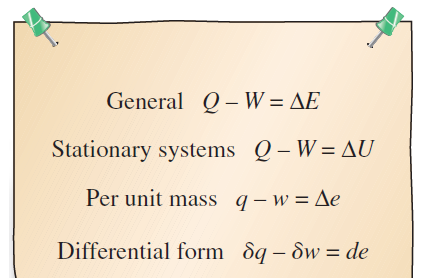 General Q – W = ΔE
Stationary systems Q – W = ΔU
Per unit mass q – w = Δe
Differential form δq – δw = de